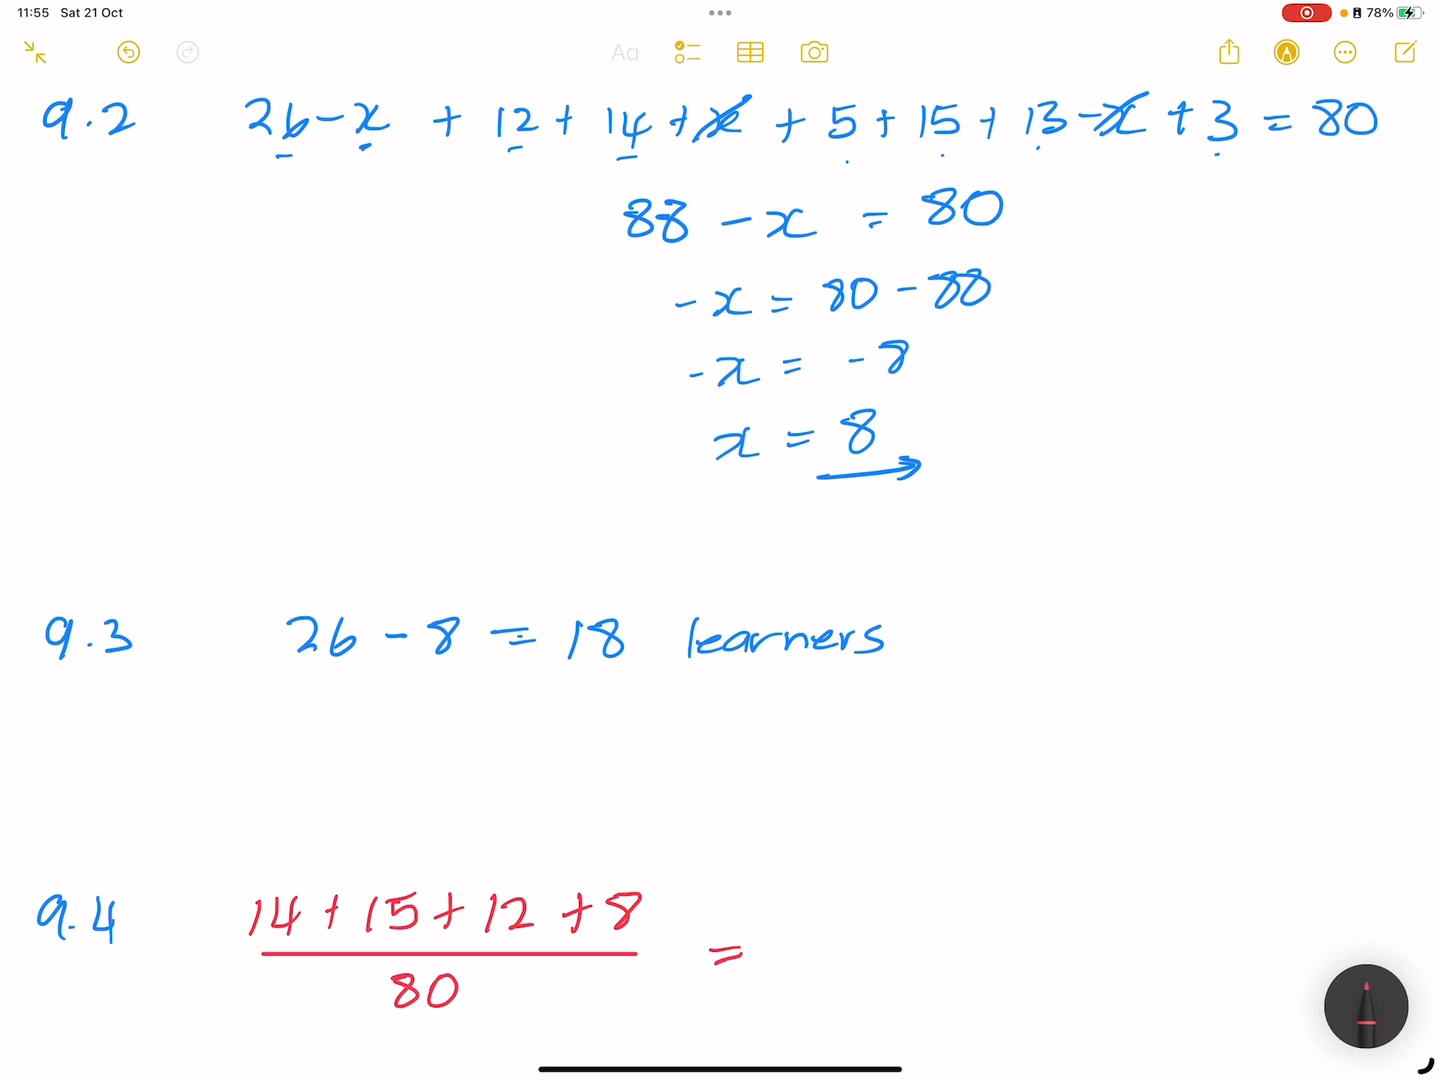 11:55 Sat 21 Oct
78%
Aa
9.2 26-x + 12 + 14 + x + 5 + 15 + 13 - x + 3 = 80
88 - x = 80
-x = 80 - 88
-x = -8
x = 8
9.3 26 - 8 = 18 learners
9.4 14 + 15 + 12 + 8
80 =